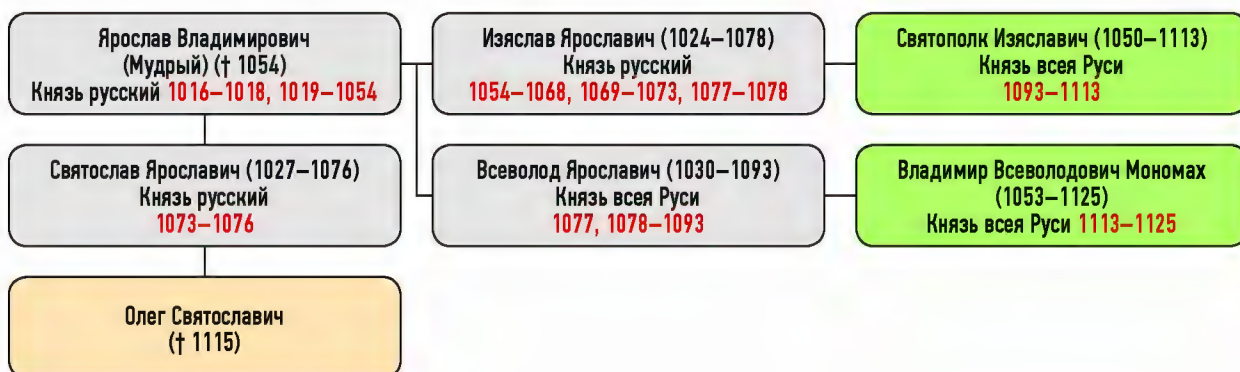 Ярослав Владимирович
(Мудрый) († 1054)
Князь русский 1016–1018, 1019–1054
Изяслав Ярославич (1024–1078)
Князь русский
1054–1068, 1069–1073, 1077–1078
Святополк Изяславич (1050–1113)
Князь всея Руси
1093–1113
Святослав Ярославич (1027–1076)
Князь русский
1073–1076
Всеволод Ярославич (1030–1093)
Князь всея Руси
1077, 1078–1093
Владимир Всеволодович Мономах
(1053–1125)
Князь всея Руси 1113–1125
Олег Святославич
(† 1115)